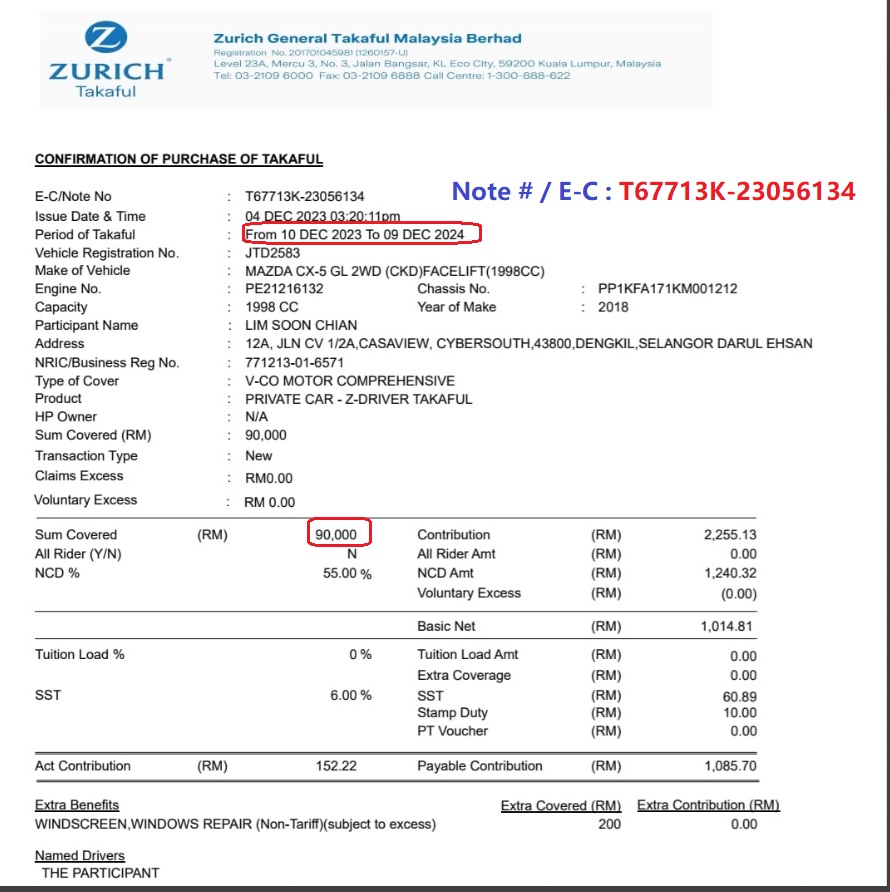 Z
ZURICH®
Takaful
Zurich General Takaful Malaysia Berhad
Registration No. 201701045981 (1260157-U)
Level 23A, Mercu 3, No. 3, Jalan Bangsar, KL Eco City, 59200 Kuala Lumpur, Malaysia
Tel: 03-2109 6000 Fax: 03-2109 6888 Call Centre: 1-300-888-622
CONFIRMATION OF PURCHASE OF TAKAFUL
Note # / E-C : T67713K-23056134
E-C/Note No : T67713K-23056134
Issue Date & Time : 04 DEC 2023 03:20:11pm
Period of Takaful : From 10 DEC 2023 To 09 DEC 2024
Vehicle Registration No. : JTD2583
Make of Vehicle : MAZDA CX-5 GL 2WD (CKD)FACELIFT(1998CC)
Engine No. : PE21216132 Chassis No. : PP1KFA171KM001212
Capacity : 1998 CC Year of Make : 2018
Participant Name : LIM SOON CHIAN
Address : 12A, JLN CV 1/2A,CASAVIEW, CYBERSOUTH,43800,DENGKIL,SELANGOR DARUL EHSAN
NRIC/Business Reg No. : 771213-01-6571
Type of Cover : V-CO MOTOR COMPREHENSIVE
Product : PRIVATE CAR - Z-DRIVER TAKAFUL
HP Owner : N/A
Sum Covered (RM) : 90,000
Transaction Type : New
Claims Excess : RM0.00
Voluntary Excess : RM 0.00
Sum Covered (RM) 90,000 Contribution (RM) 2,255.13
All Rider (Y/N) N All Rider Amt (RM) 0.00
NCD % 55.00 % NCD Amt (RM) 1,240.32
Voluntary Excess (RM) (0.00)
Basic Net (RM) 1,014.81
Tuition Load % 0 % Tuition Load Amt (RM) 0.00
Extra Coverage (RM) 0.00
SST 6.00 % SST (RM) 60.89
Stamp Duty (RM) 10.00
PT Voucher (RM) 0.00
Act Contribution (RM) 152.22 Payable Contribution (RM) 1,085.70
Extra Benefits Extra Covered (RM) Extra Contribution (RM)
WINDSCREEN,WINDOWS REPAIR (Non-Tariff)(subject to excess) 200 0.00
Named Drivers
THE PARTICIPANT